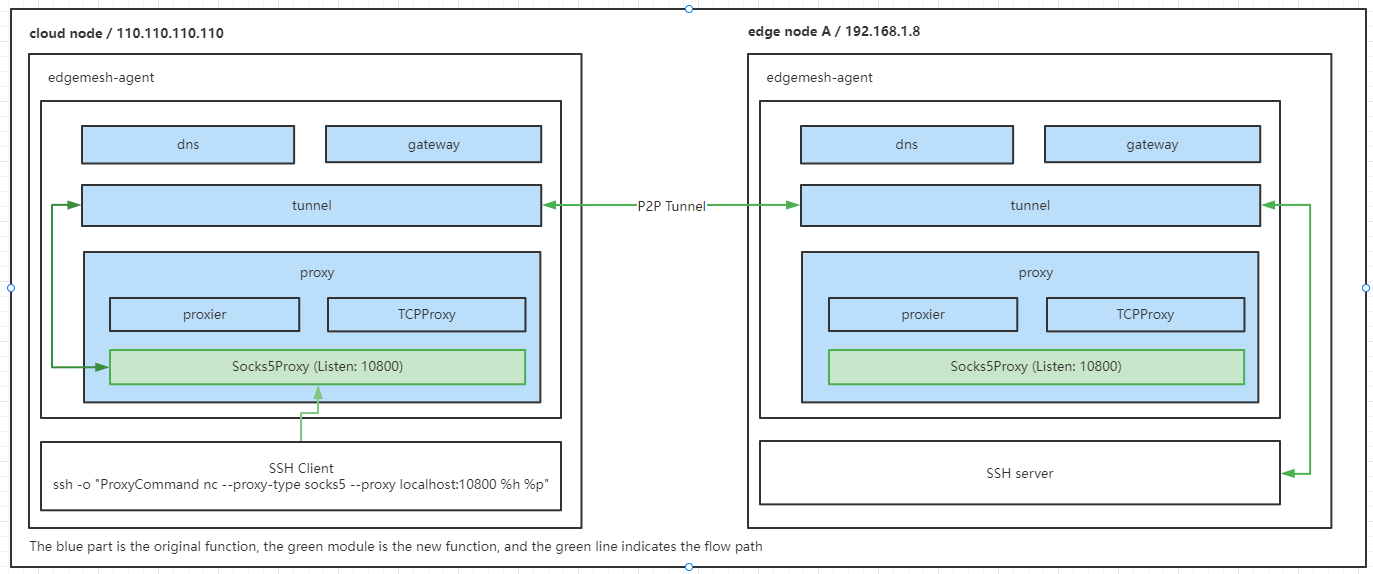 cloud node / 110.110.110.110
edgemesh-agent
dns
gateway
tunnel
proxy
proxier
TCPProxy
Socks5Proxy (Listen: 10800)
SSH Client
ssh -o "ProxyCommand nc --proxy-type socks5 --proxy localhost:10800 %h %p"
P2P Tunnel
edge node A / 192.168.1.8
edgemesh-agent
dns
gateway
tunnel
proxy
proxier
TCPProxy
Socks5Proxy (Listen: 10800)
SSH server
The blue part is the original function, the green module is the new function, and the green line indicates the flow path